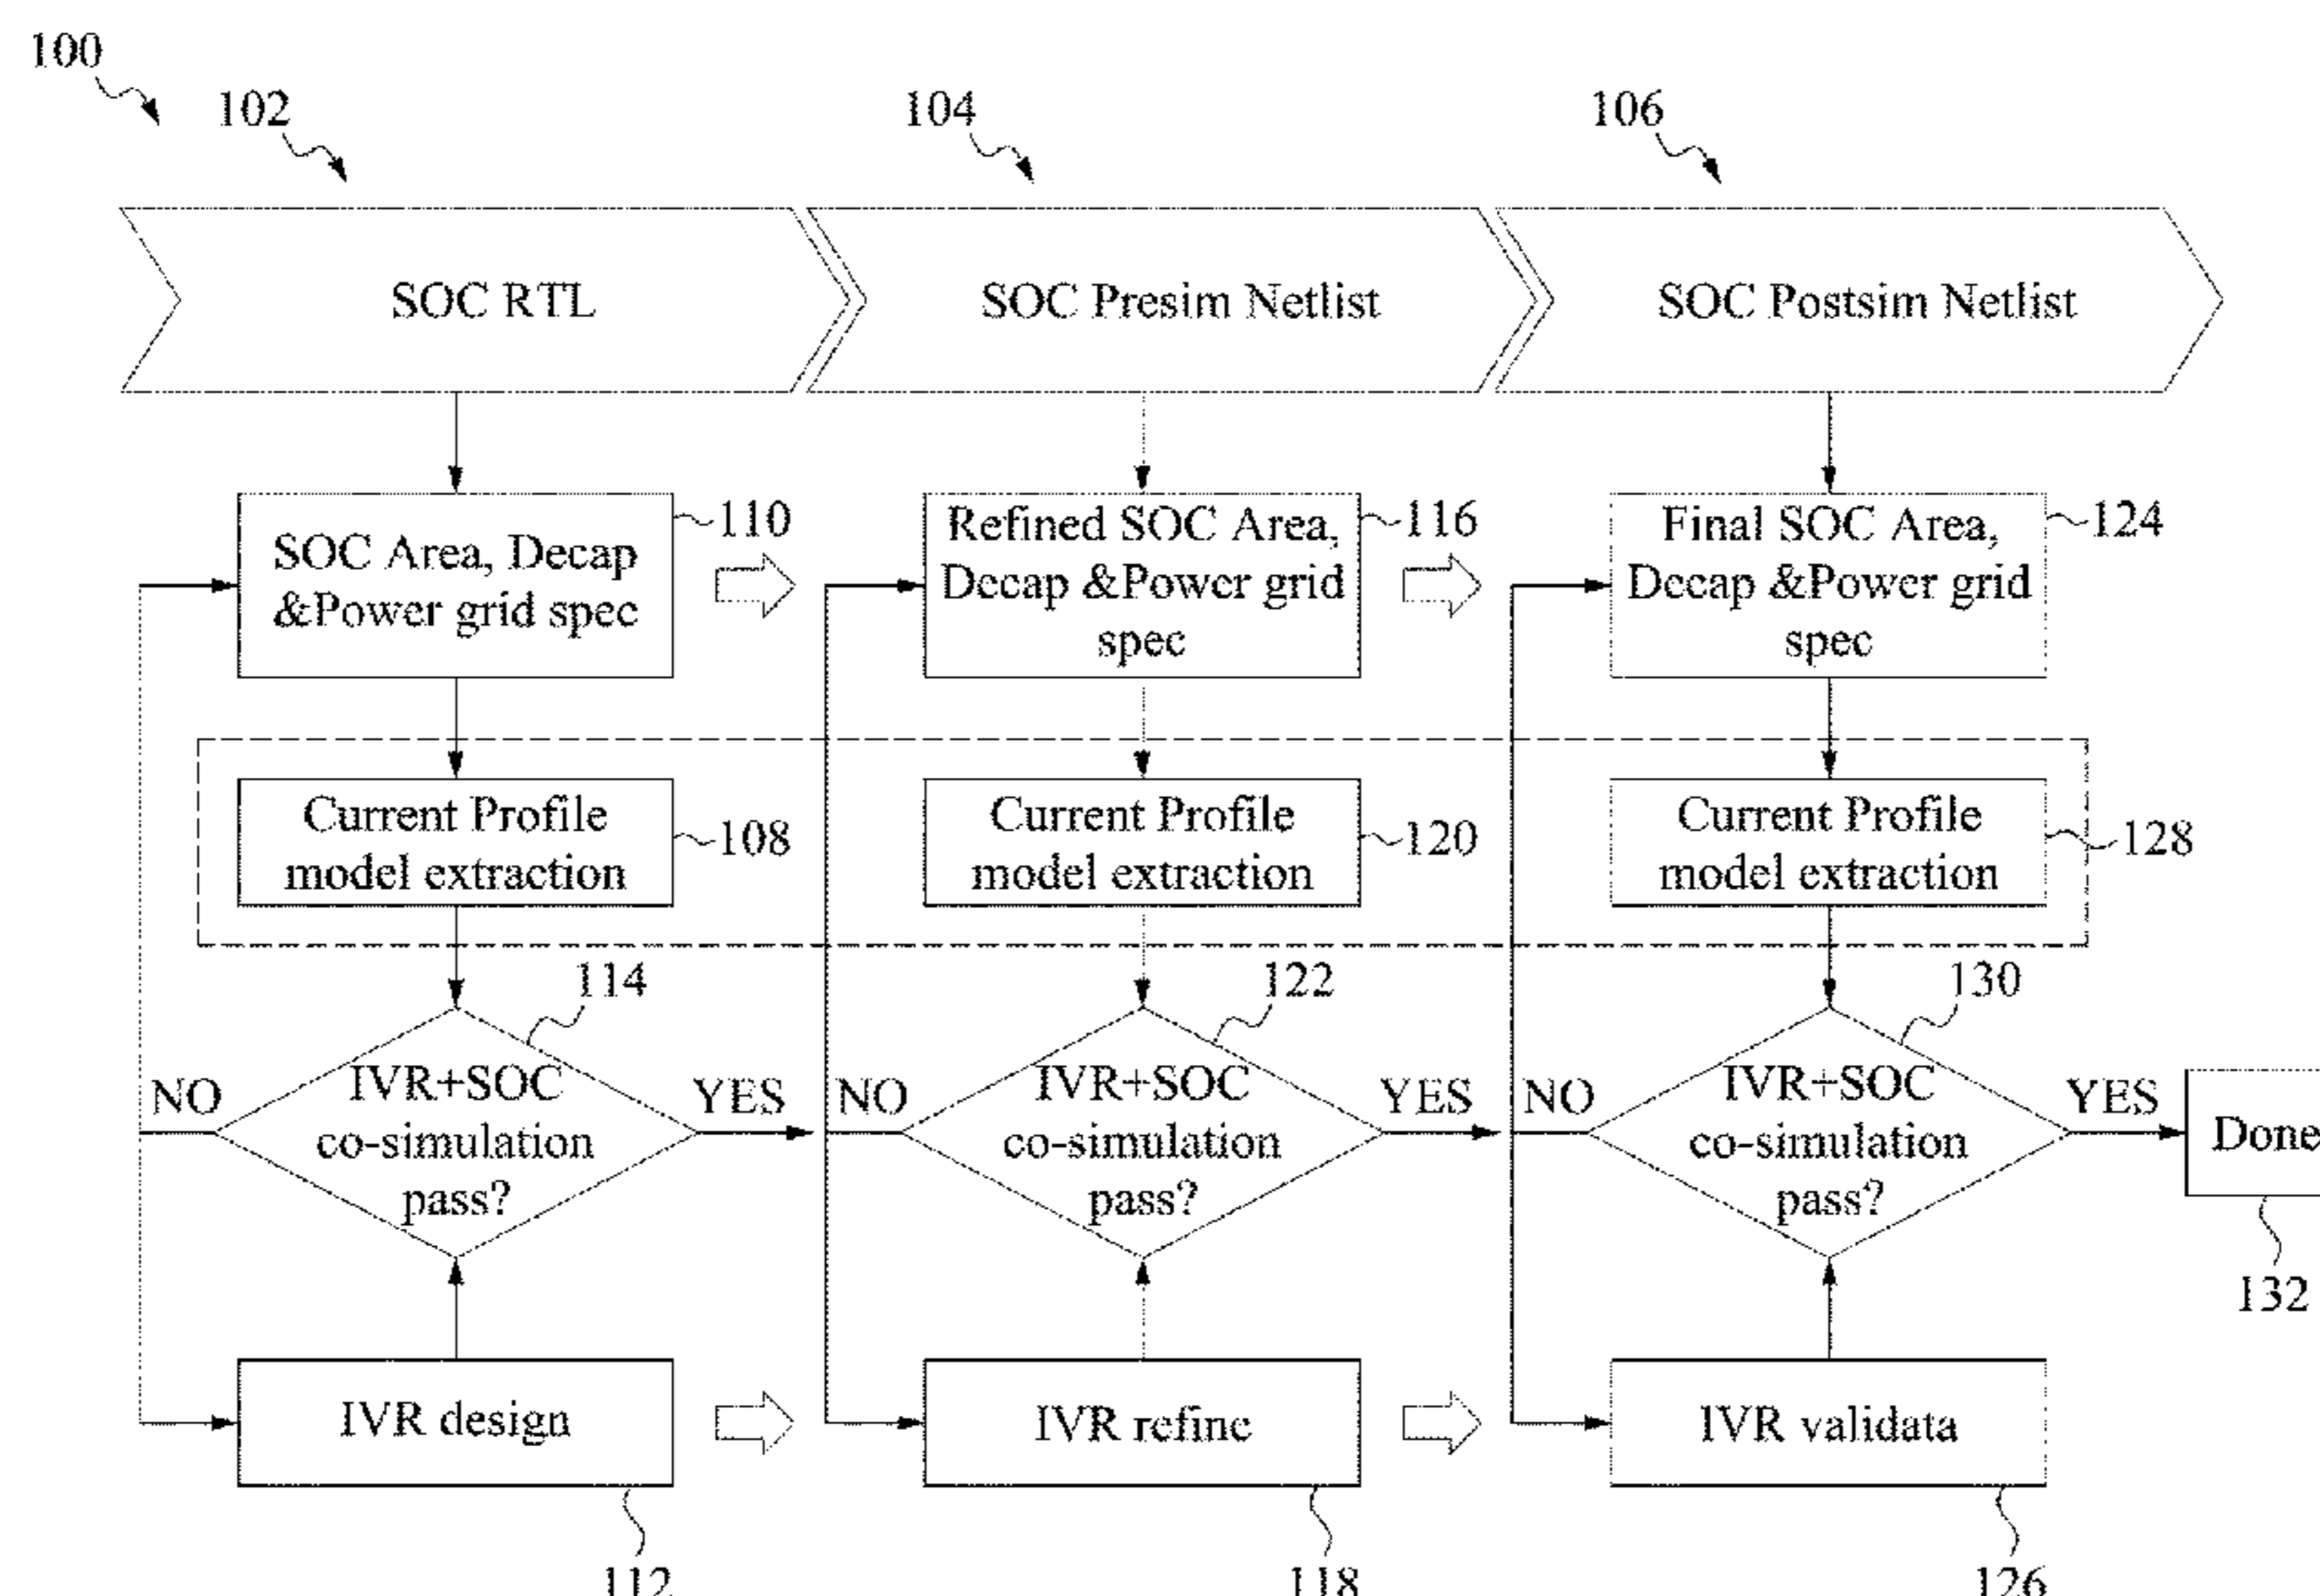 100
102
104
106
SOC RTL
SOC Presim Netlist
SOC Postsim Netlist
SOC Area, Decap
&Power grid spec
110
Refined SOC Area,
Decap &Power grid
spec
116
Final SOC Area,
Decap &Power grid
spec
124
Current Profile
model extraction
108
Current Profile
model extraction
120
Current Profile
model extraction
128
114
122
130
NO
IVR+SOC
co-simulation
pass?
YES
NO
IVR+SOC
co-simulation
pass?
YES
NO
IVR+SOC
co-simulation
pass?
YES
Done
132
IVR design
IVR refine
IVR validata
112
118
126